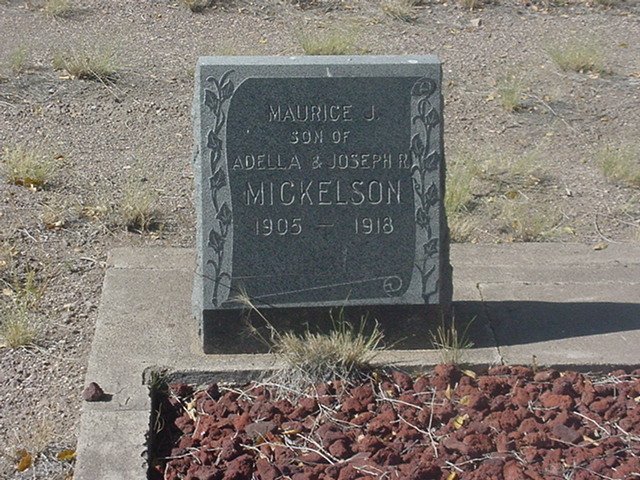 MAURICE J.
SON OF
ADELLA & JOSEPH R.
MICKELSON
1905 — 1918